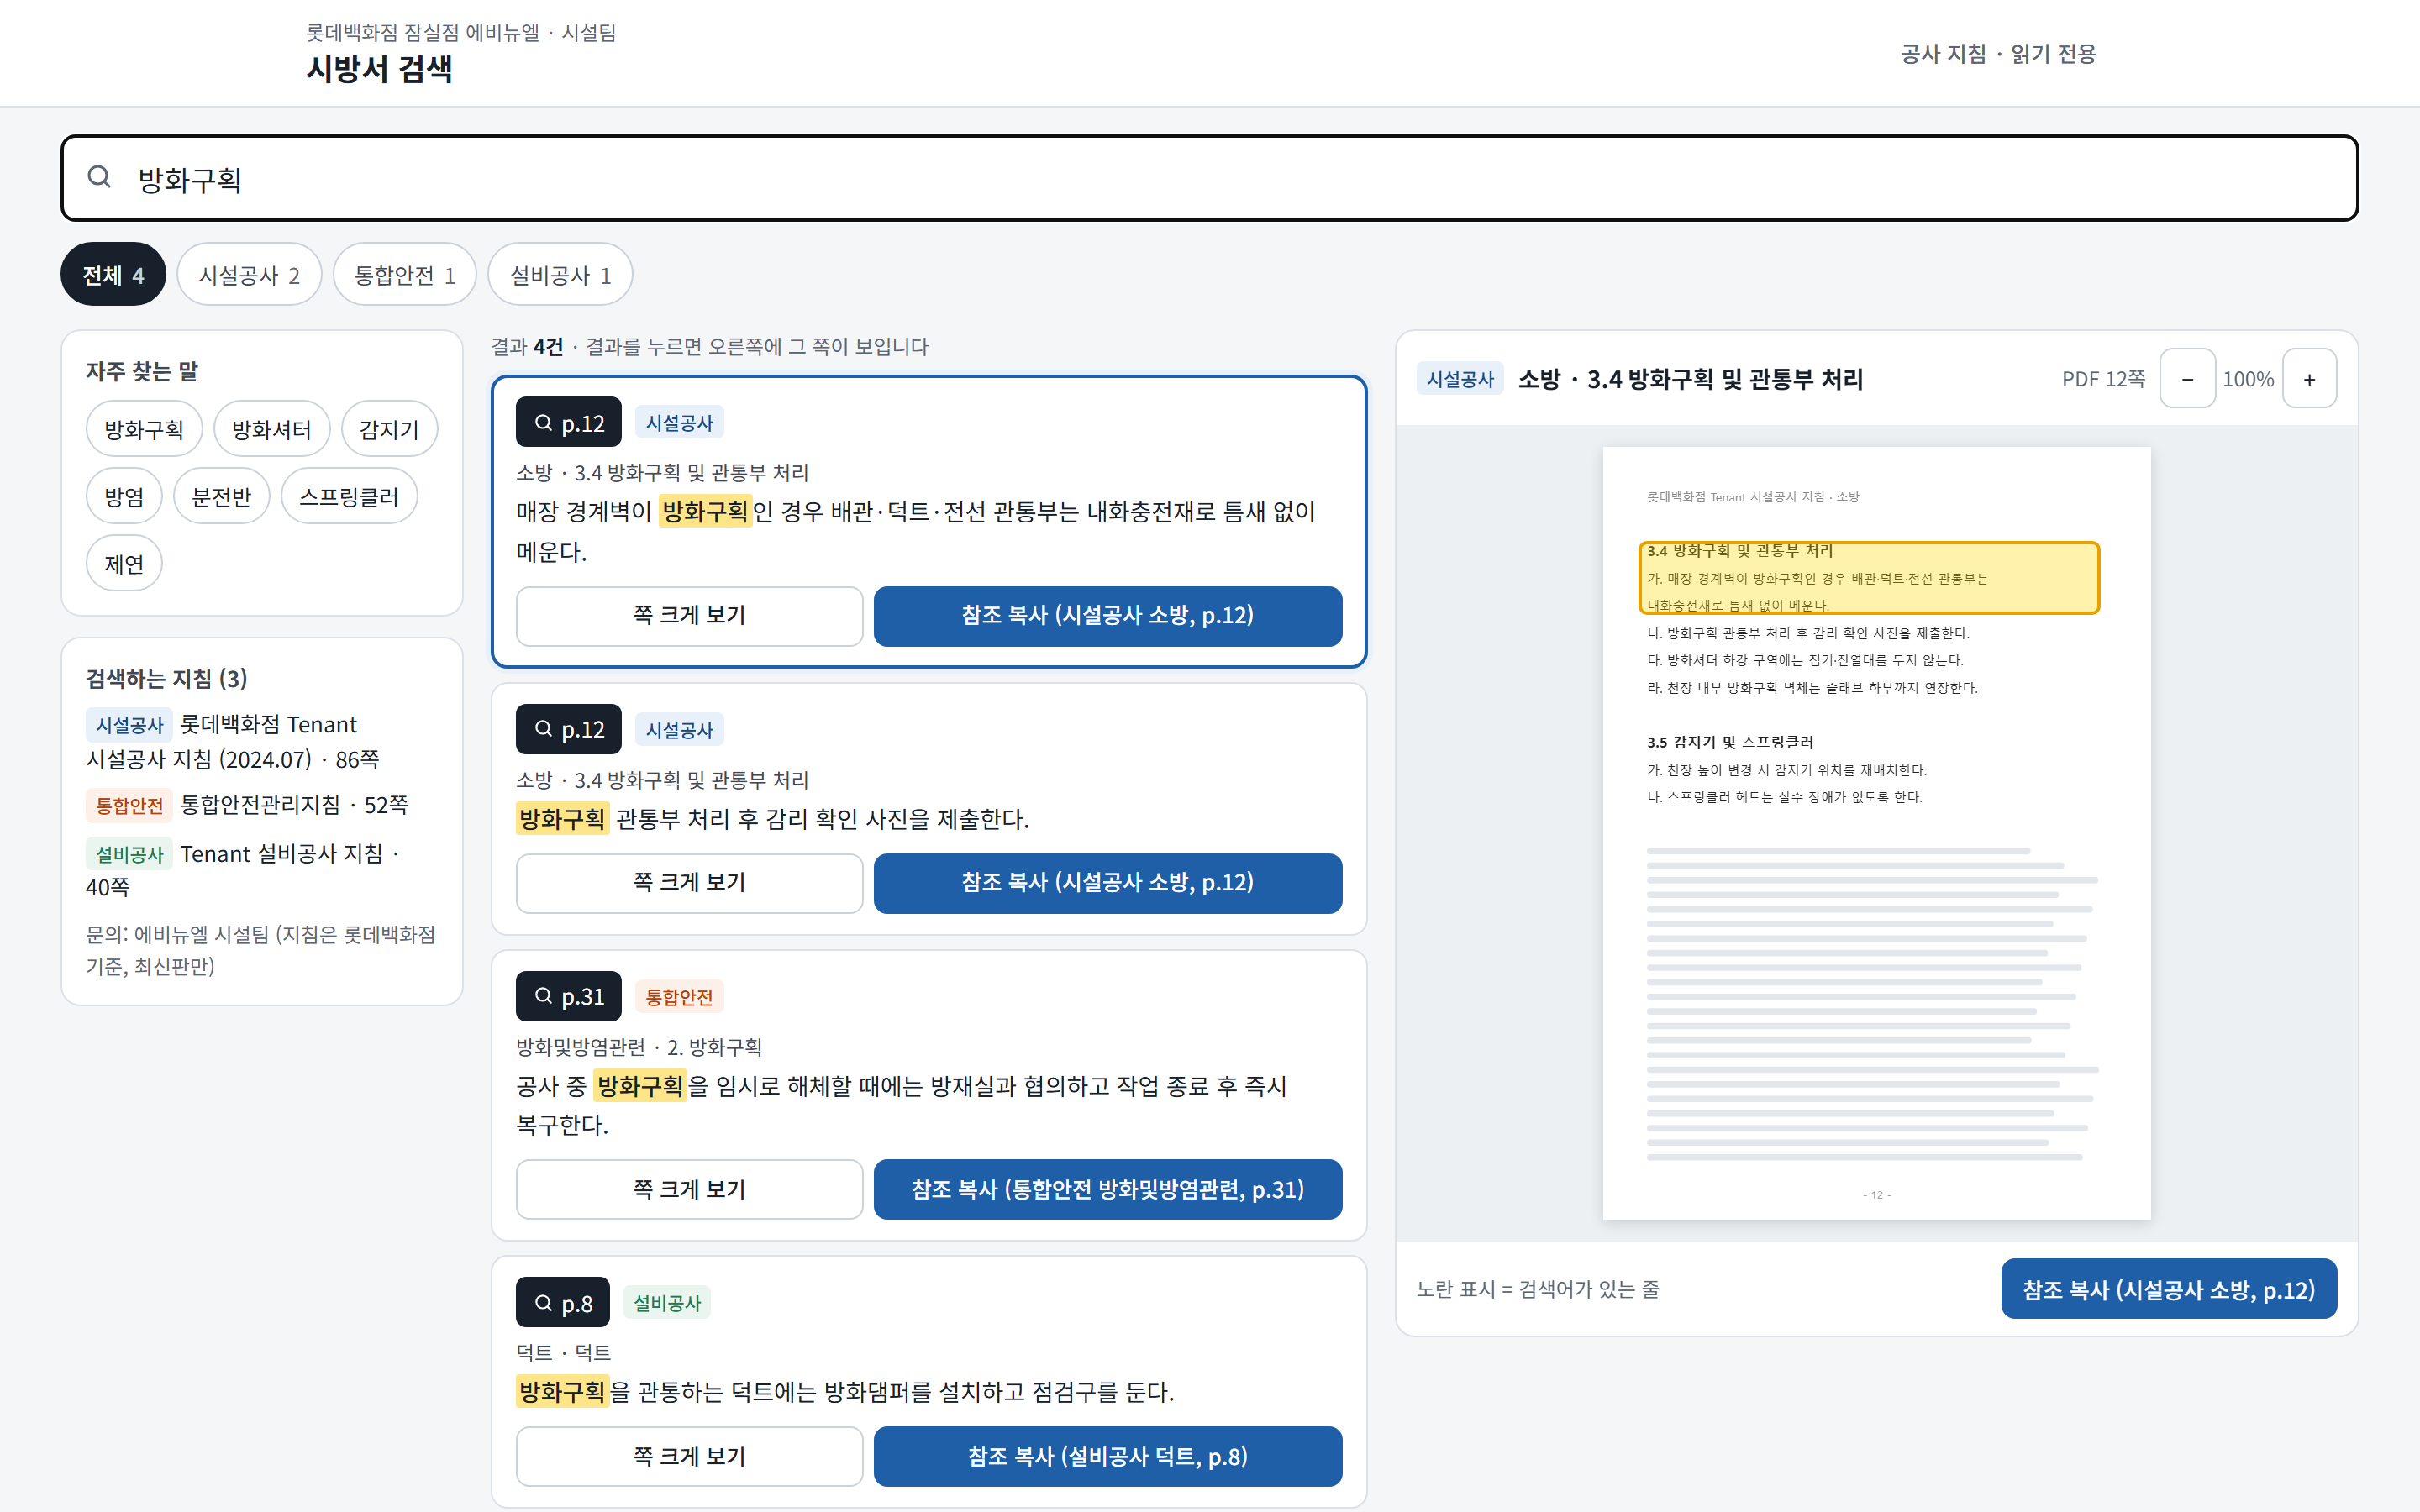 롯데백화점 잠실점 에비뉴엘 · 시설팀
시방서 검색
공사 지침 · 읽기 전용
방화구획
전체 4
시설공사 2
통합안전 1
설비공사 1
자주 찾는 말
방화구획
방화셔터
감지기
방염
분전반
스프링클러
제연
검색하는 지침 (3)
시설공사 롯데백화점 Tenant
시설공사 지침 (2024.07) · 86쪽
통합안전 통합안전관리지침 · 52쪽
설비공사 Tenant 설비공사 지침 ·
40쪽
문의: 에비뉴엘 시설팀 (지침은 롯데백화점
기준, 최신판만)
결과 4건 · 결과를 누르면 오른쪽에 그 쪽이 보입니다
p.12 시설공사
소방 · 3.4 방화구획 및 관통부 처리
매장 경계벽이 방화구획인 경우 배관·덕트·전선 관통부는 내화충전재로 틈새 없이
메운다.
쪽 크게 보기
참조 복사 (시설공사 소방, p.12)
p.12 시설공사
소방 · 3.4 방화구획 및 관통부 처리
방화구획 관통부 처리 후 감리 확인 사진을 제출한다.
쪽 크게 보기
참조 복사 (시설공사 소방, p.12)
p.31 통합안전
방화및방염관련 · 2. 방화구획
공사 중 방화구획을 임시로 해체할 때에는 방재실과 협의하고 작업 종료 후 즉시
복구한다.
쪽 크게 보기
참조 복사 (통합안전 방화및방염관련, p.31)
p.8 설비공사
덕트 · 덕트
방화구획을 관통하는 덕트에는 방화댐퍼를 설치하고 점검구를 둔다.
쪽 크게 보기
참조 복사 (설비공사 덕트, p.8)
시설공사 소방 · 3.4 방화구획 및 관통부 처리
PDF 12쪽 − 100% +
롯데백화점 Tenant 시설공사 지침 · 소방
3.4 방화구획 및 관통부 처리
가. 매장 경계벽이 방화구획인 경우 배관·덕트·전선 관통부는
내화충전재로 틈새 없이 메운다.
나. 방화구획 관통부 처리 후 감리 확인 사진을 제출한다.
다. 방화셔터 하강 구역에는 집기·진열대를 두지 않는다.
라. 천장 내부 방화구획 벽체는 슬래브 하부까지 연장한다.
3.5 감지기 및 스프링클러
가. 천장 높이 변경 시 감지기 위치를 재배치한다.
나. 스프링클러 헤드는 살수 장애가 없도록 한다.
- 12 -
노란 표시 = 검색어가 있는 줄
참조 복사 (시설공사 소방, p.12)